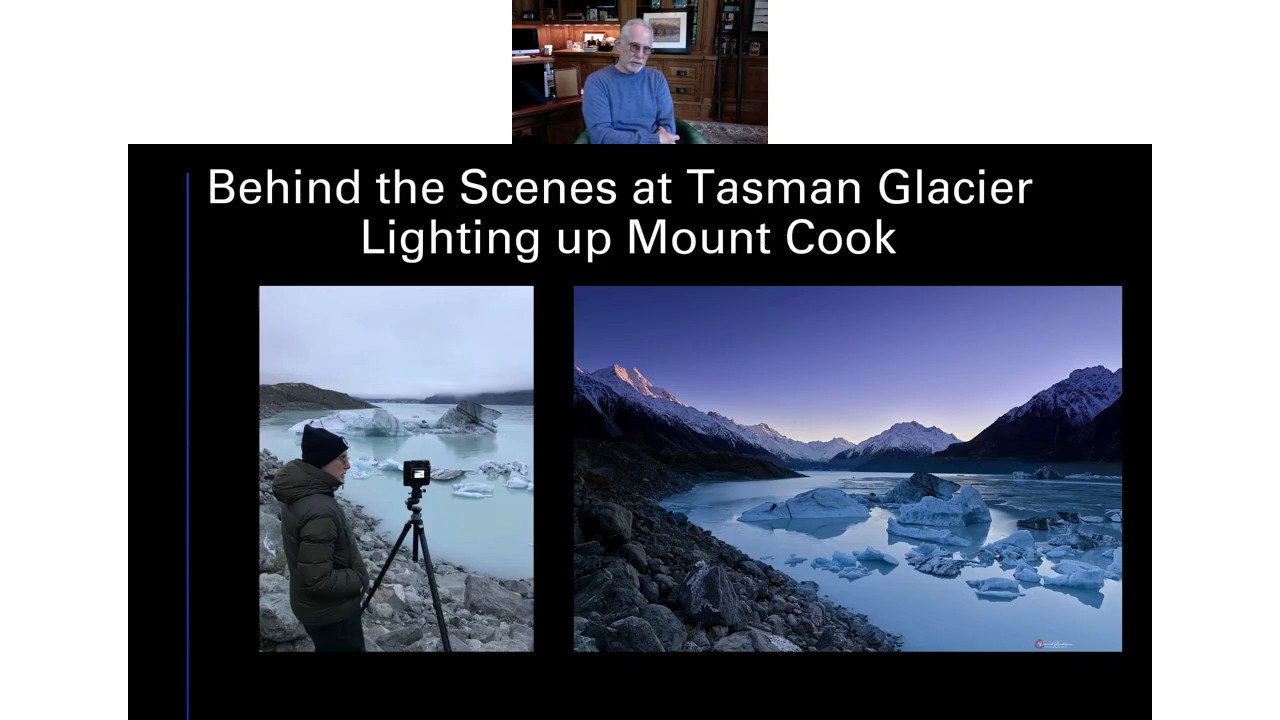 Behind the Scenes at Tasman Glacier
Lighting up Mount Cook